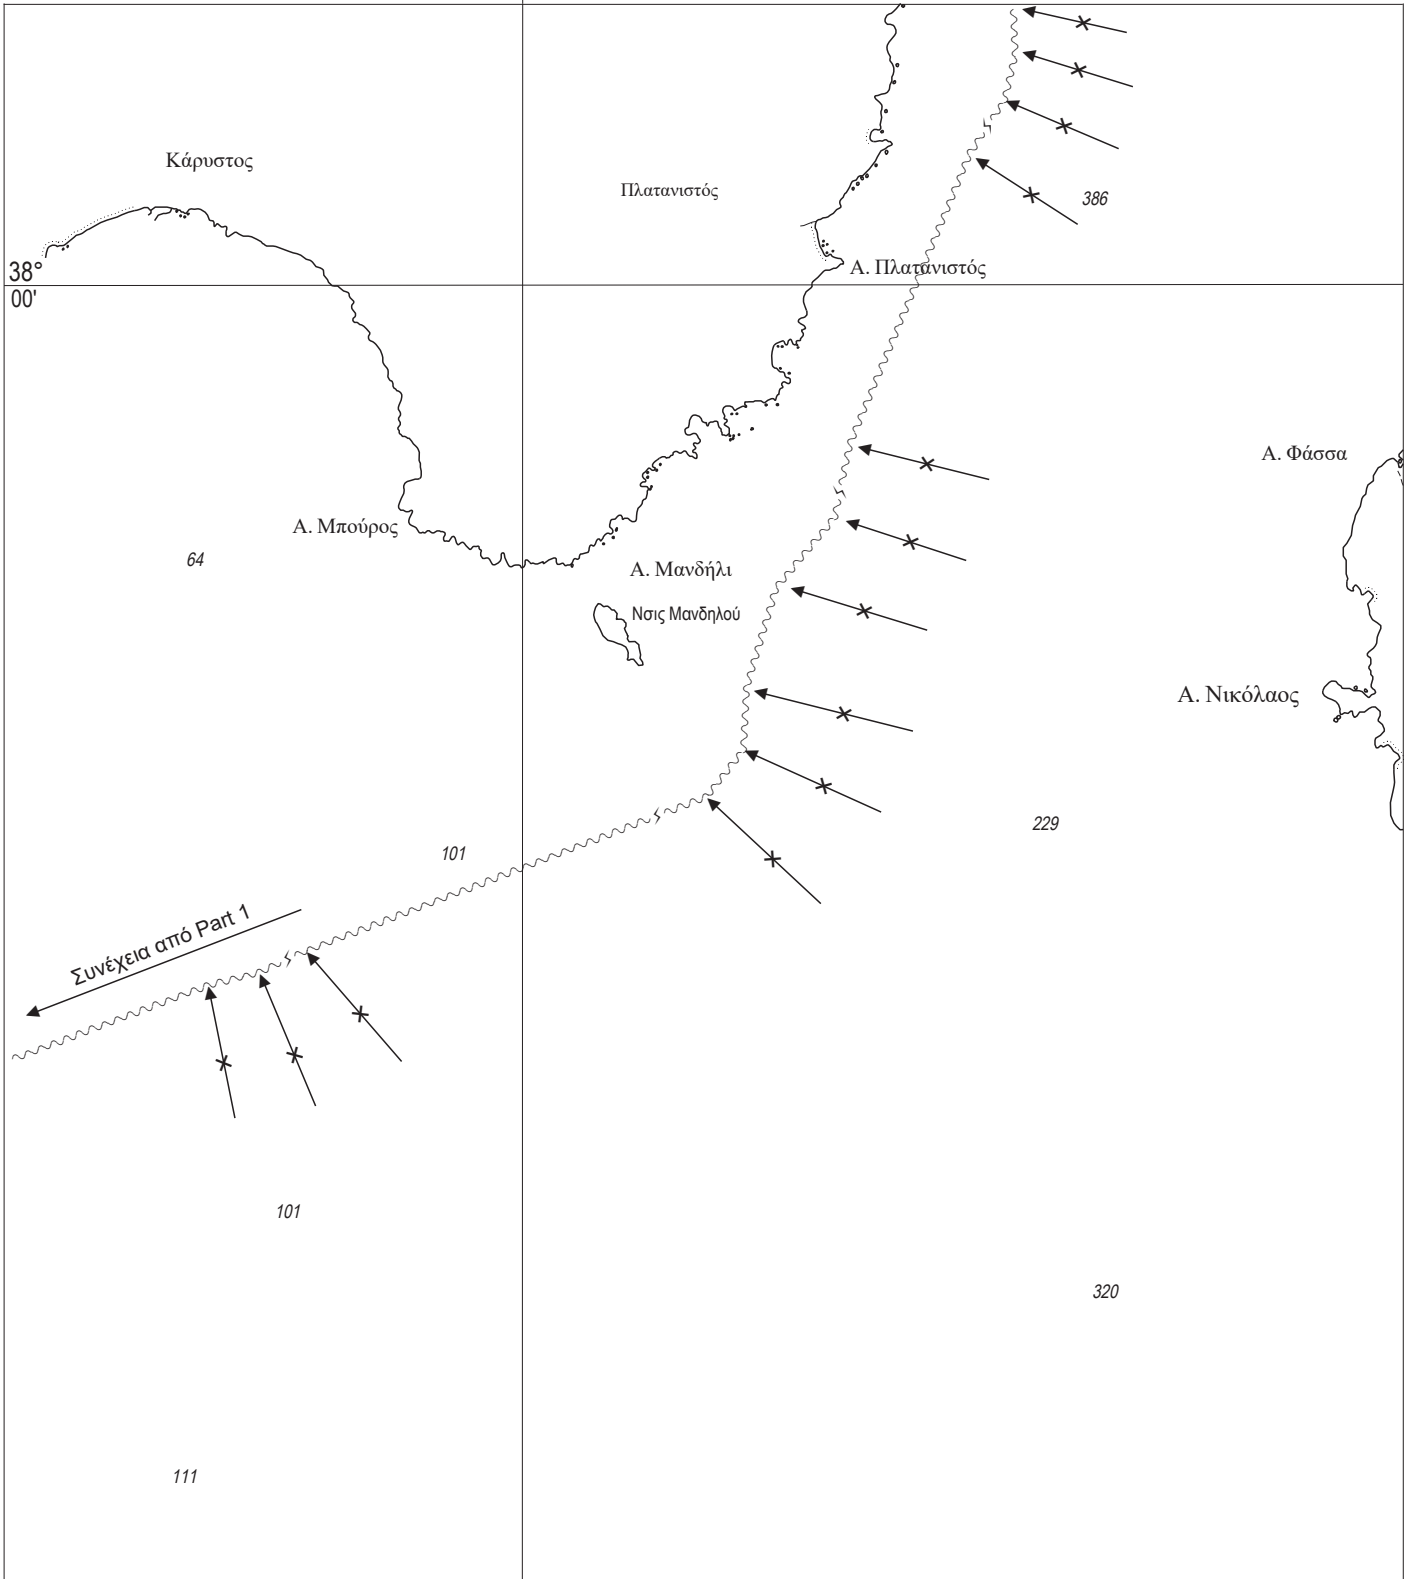 Κάρυστος
Πλατανιστός
386
38°
00'
Α. Πλατανιστός
Α. Φάσσα
Α. Μπούρος
64
Α. Μανδήλι
Νσις Μανδηλού
Α. Νικόλαος
229
101
Συνέχεια από Part 1
101
320
111